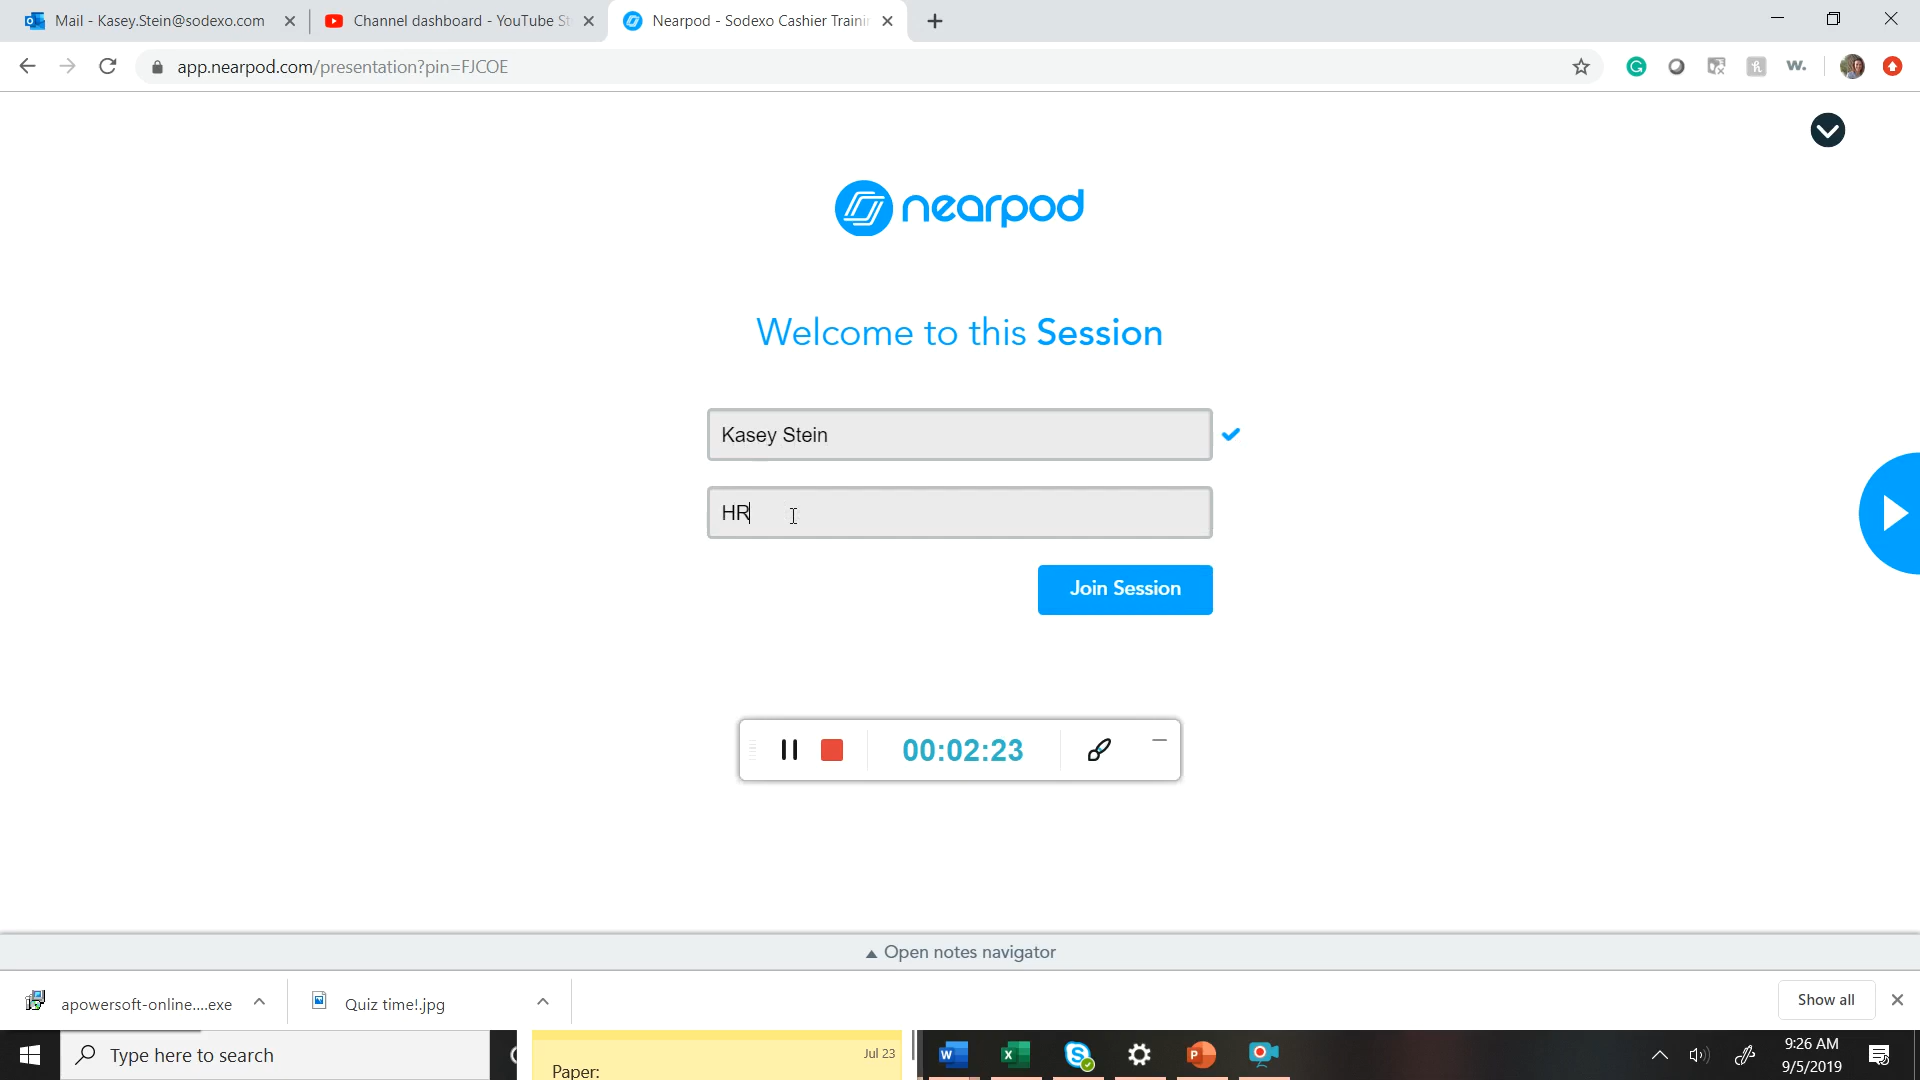 Mail - Kasey.Stein@sodexo.com
Channel dashboard - YouTube St
Nearpod - Sodexo Cashier Trainin
app.nearpod.com/presentation?pin=FJCOE
w.
nearpod
Welcome to this Session
Kasey Stein
HR
Join Session
00:02:23
Open notes navigator
apowersoft-online....exe
Quiz time!.jpg
Show all
Type here to search
Jul 23
Paper:
9:26 AM
9/5/2019